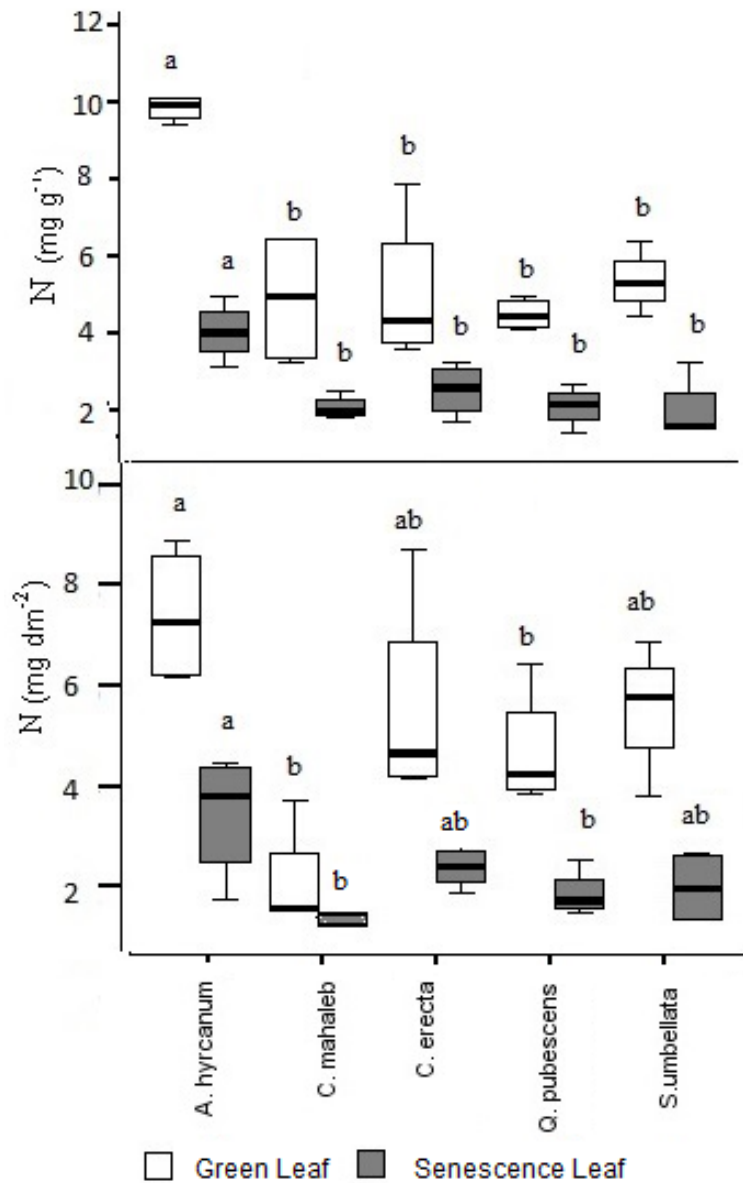 12
10
8
6
4
2
N (mg g⁻¹)
a
a
b
b
b
b
b
b
b
b
10
8
6
4
2
N (mg dm⁻²)
a
a
b
b
ab
ab
b
b
ab
ab
A. hyrcanum
C. mahaleb
C. erecta
Q. pubescens
S.umbellata
Green Leaf Senescence Leaf